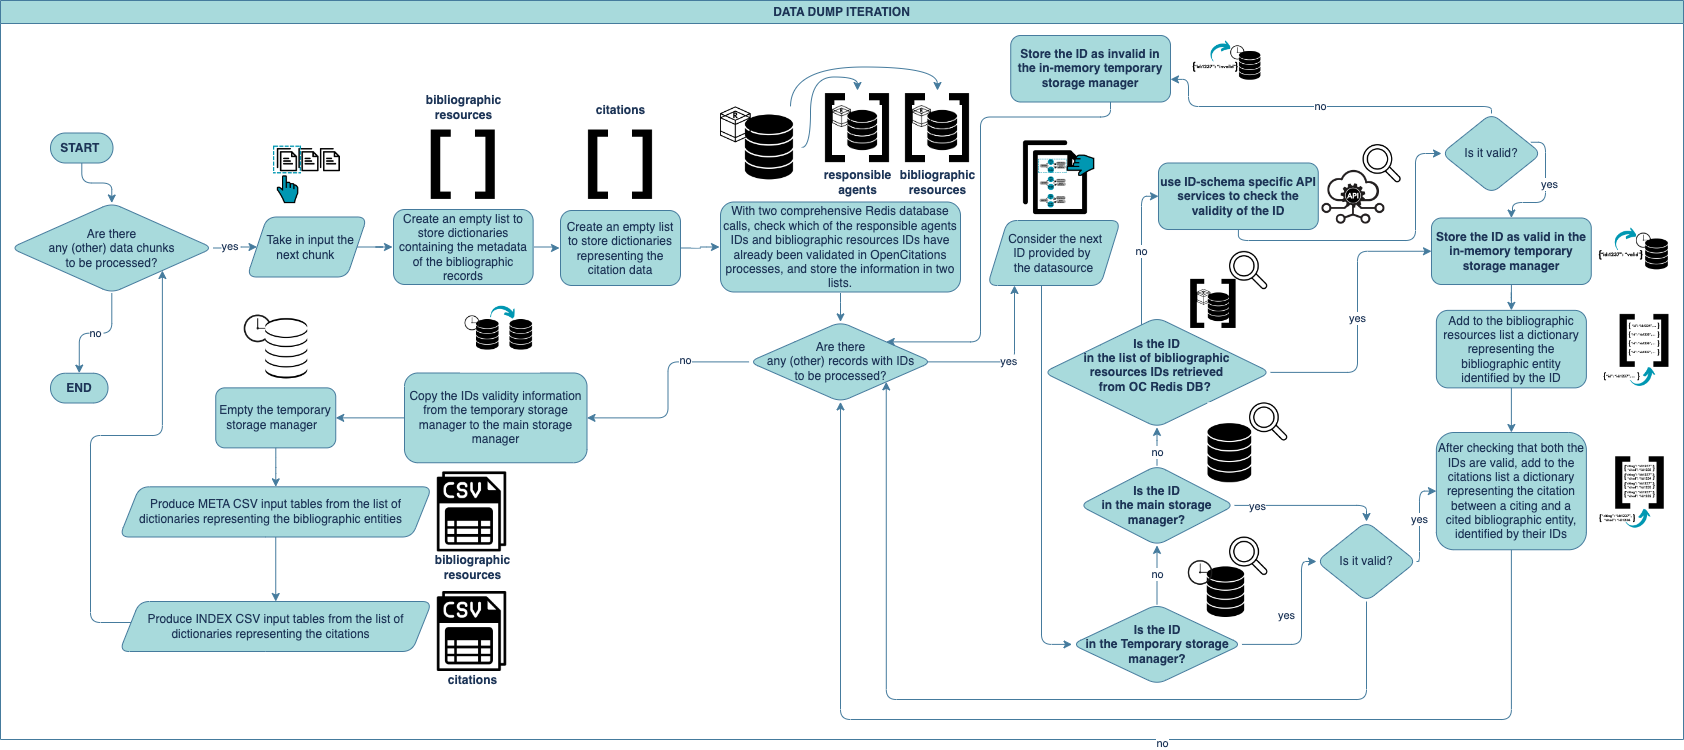 DATA DUMP ITERATION
START
Are there
any (other) data chunks
to be processed?
yes
no
END
Take in input the
next chunk
bibliographic
resources
Create an empty list to
store dictionaries
containing the metadata
of the bibliographic
records
citations
Create an empty list
to store dictionaries
representing the
citation data
R
R
R
responsible
agents
bibliographic
resources
With two comprehensive Redis database
calls, check which of the responsible agents
IDs and bibliographic resources IDs have
already been validated in OpenCitations
processes, and store the information in two
lists.
Are there
any (other) records with IDs
to be processed?
yes
no
Copy the IDs validity information
from the temporary storage
manager to the main storage
manager
Empty the temporary
storage manager
Produce META CSV input tables from the list of
dictionaries representing the bibliographic entities
CSV
bibliographic
resources
Produce INDEX CSV input tables from the list of
dictionaries representing the citations
CSV
citations
Consider the next
ID provided by
the datasource
Is the ID
in the Temporary storage
manager?
yes
no
Is the ID
in the main storage
manager?
yes
no
Is it valid?
yes
no
Is the ID
in the list of bibliographic
resources IDs retrieved
from OC Redis DB?
yes
no
use ID-schema specific API
services to check the
validity of the ID
API
Is it valid?
yes
no
Store the ID as invalid in
the in-memory temporary
storage manager
Store the ID as valid in the
in-memory temporary
storage manager
Add to the bibliographic
resources list a dictionary
representing the
bibliographic entity
identified by the ID
After checking that both the
IDs are valid, add to the
citations list a dictionary
representing the citation
between a citing and a
cited bibliographic entity,
identified by their IDs